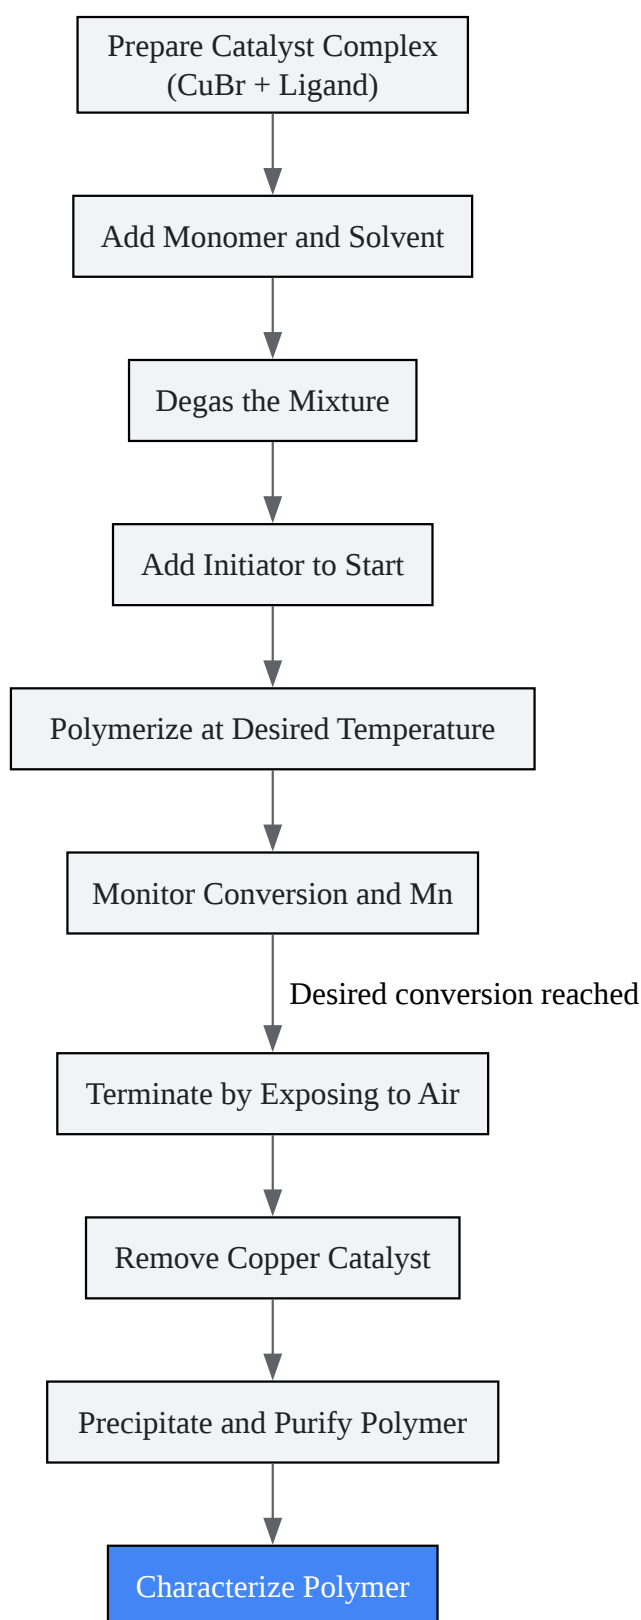 Prepare Catalyst Complex
(CuBr + Ligand)
Add Monomer and Solvent
Degas the Mixture
Add Initiator to Start
Polymerize at Desired Temperature
Monitor Conversion and Mn
Desired conversion reached
Terminate by Exposing to Air
Remove Copper Catalyst
Precipitate and Purify Polymer
Characterize Polymer